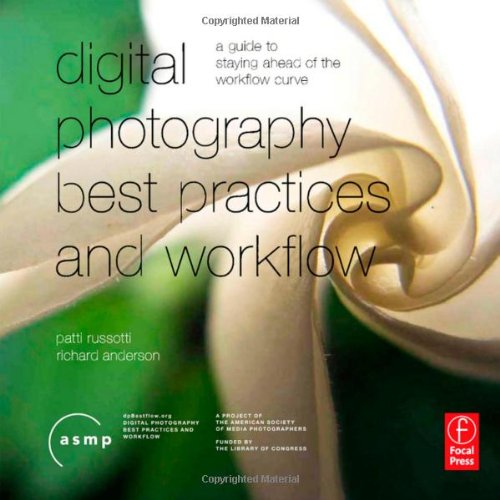 Copyrighted Material
digital
a guide to
staying ahead of the
workflow curve
photography
best practices
and workflow
patti russotti
richard anderson
asmp
dpBestflow.org
DIGITAL PHOTOGRAPHY
BEST PRACTICES AND
WORKFLOW
A PROJECT OF
THE AMERICAN SOCIETY
OF MEDIA PHOTOGRAPHERS
FUNDED BY
THE LIBRARY OF CONGRESS
f
Focal
Press
Copyrighted Material